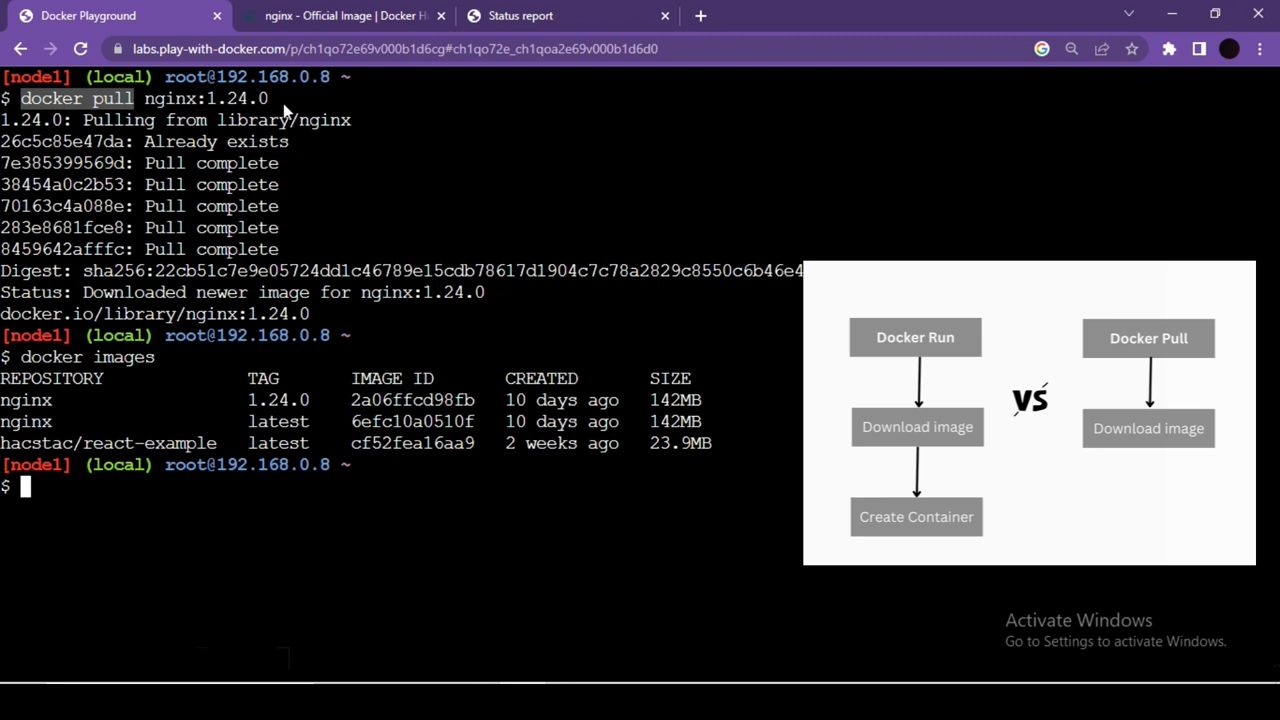 Docker Playground
nginx - Official Image | Docker H
Status report
labs.play-with-docker.com/p/ch1qo72e69v000b1d6cg#ch1qo72e_ch1qoa2e69v000b1d6d0
[node1] (local) root@192.168.0.8 ~
$ docker pull nginx:1.24.0
1.24.0: Pulling from library/nginx
26c5c85e47da: Already exists
7e385399569d: Pull complete
38454a0c2b53: Pull complete
70163c4a088e: Pull complete
283e8681fce8: Pull complete
8459642afffc: Pull complete
Digest: sha256:22cb51c7e9e05724dd1c46789e15cdb78617d1904c7c78a2829c8550c6b46e4
Status: Downloaded newer image for nginx:1.24.0
docker.io/library/nginx:1.24.0
[node1] (local) root@192.168.0.8 ~
$ docker images
REPOSITORY TAG IMAGE ID CREATED SIZE
nginx 1.24.0 2a06ffcd98fb 10 days ago 142MB
nginx latest 6efc10a0510f 10 days ago 142MB
hacstac/react-example latest cf52fea16aa9 2 weeks ago 23.9MB
[node1] (local) root@192.168.0.8 ~
$
Docker Run
Download image
Create Container
vs
Docker Pull
Download image
Activate Windows
Go to Settings to activate Windows.